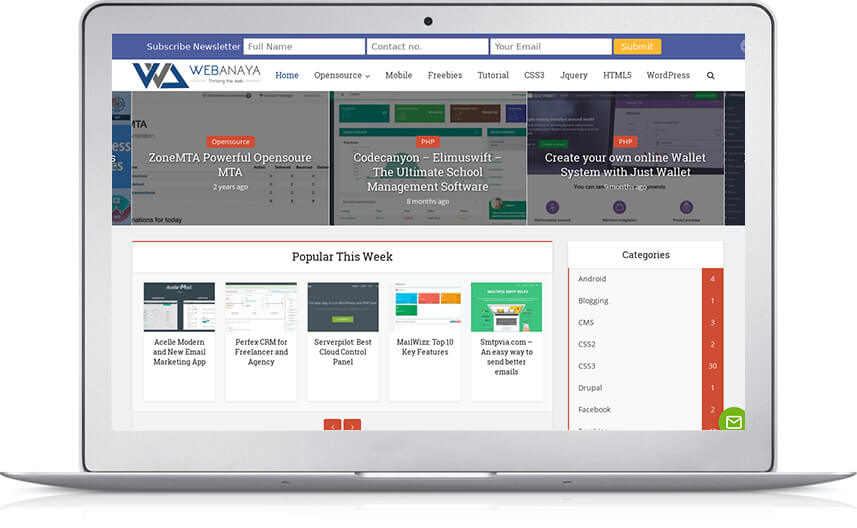 Subscribe Newsletter Full Name Contact no. Your Email Submit
WEBANAYA
Thriving the web
Home Opensource Mobile Freebies Tutorial CSS3 Jquery HTML5 WordPress
Opensource
ZoneMTA Powerful Opensoure
MTA
2 years ago
PHP
Codecanyon – Elimuswift –
The Ultimate School
Management Software
8 months ago
PHP
Create your own online Wallet
System with Just Wallet
9 months ago
Popular This Week
Acelle Modern
and New Email
Marketing App
Perfex CRM for
Freelancer and
Agency
Serverpilot: Best
Cloud Control
Panel
MailWizz: Top 10
Key Features
MULTIPLE SMTP RELAY
Smtpvia.com –
An easy way to
send better
emails
Categories
Android 4
Blogging 1
CMS 3
CSS2 2
CSS3 30
Drupal 1
Facebook 2